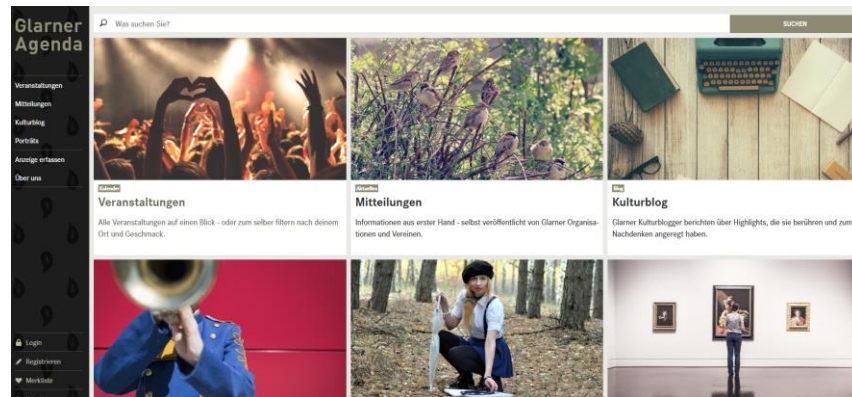 Glarner
Agenda
Veranstaltungen
Mitteilungen
Kulturblog
Porträts
Anzeige erfassen
Über uns
Login
Registrieren
Merkliste
Was suchen Sie?
SUCHEN
Kalender
Veranstaltungen
Alle Veranstaltungen auf einen Blick - oder zum selber filtern nach deinem
Ort und Geschmack.
Aktuelles
Mitteilungen
Informationen aus erster Hand - selbst veröffentlicht von Glarner Organisa-
tionen und Vereinen.
Blog
Kulturblog
Glarner Kulturblogger berichten über Highlights, die sie berühren und zum
Nachdenken angeregt haben.